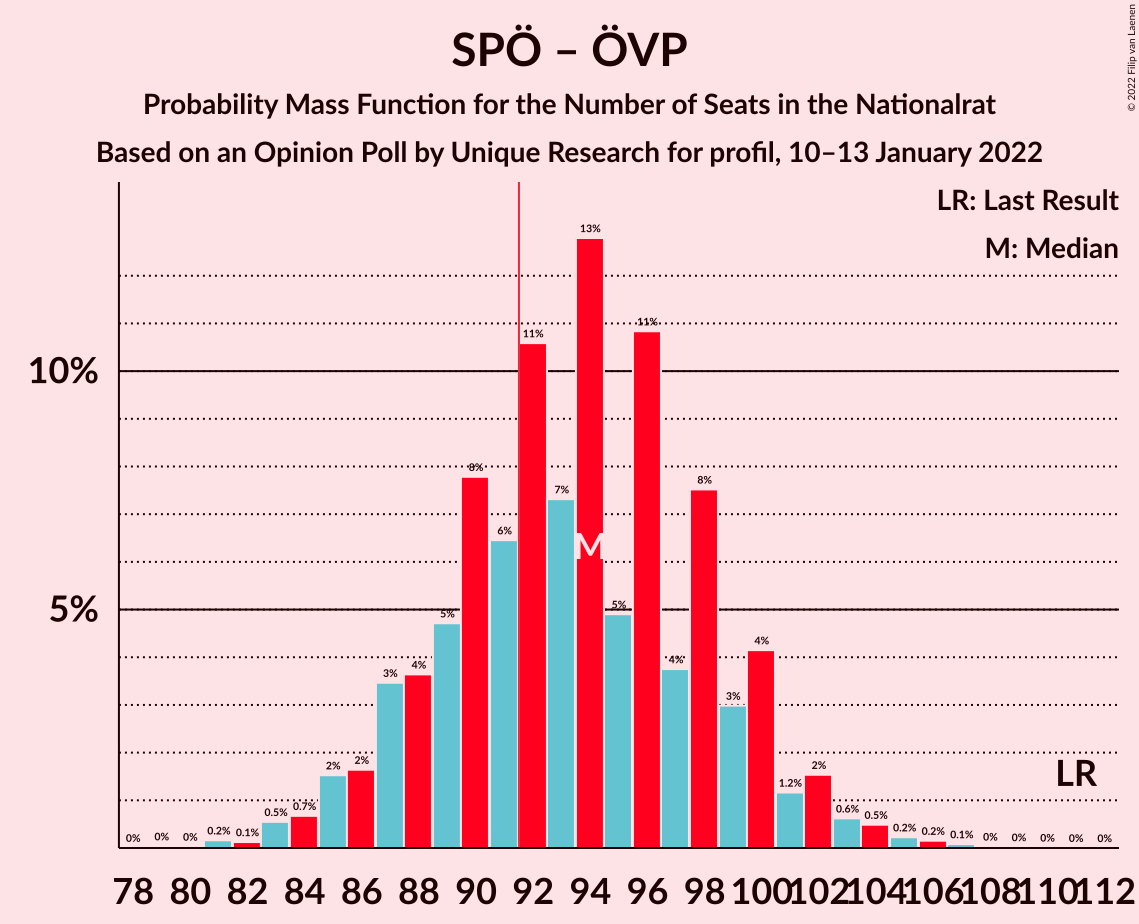 SPÖ – ÖVP
Probability Mass Function for the Number of Seats in the Nationalrat
Based on an Opinion Poll by Unique Research for profil, 10–13 January 2022
© 2022 Filip van Laenen
LR: Last Result
M: Median
10%
5%
0% 0% 0% 0.2% 0.1% 0.5% 0.7% 2% 2% 3% 4% 5% 8% 6% 11% 7% 13% 5% 11% 4% 8% 3% 4% 1.2% 2% 0.6% 0.5% 0.2% 0.2% 0.1% 0% 0% 0% 0% 0%
M
LR
78 80 82 84 86 88 90 92 94 96 98 100 102 104 106 108 110 112